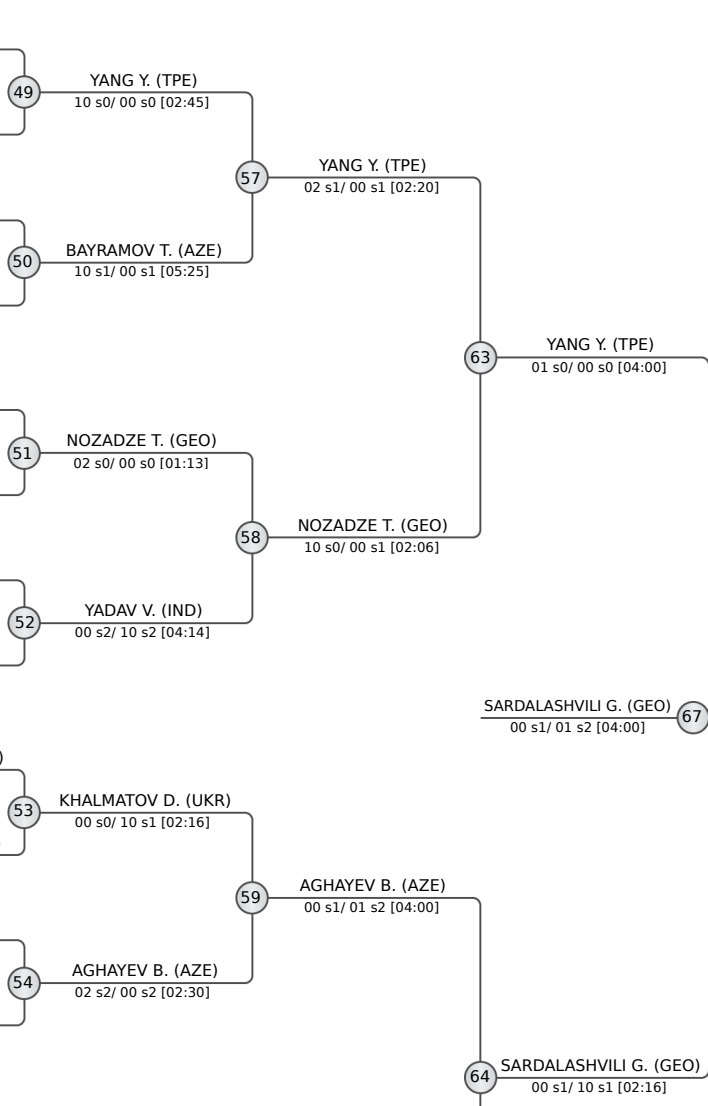 49
YANG Y. (TPE)
10 s0/ 00 s0 [02:45]
57
YANG Y. (TPE)
02 s1/ 00 s1 [02:20]
50
BAYRAMOV T. (AZE)
10 s1/ 00 s1 [05:25]
63
YANG Y. (TPE)
01 s0/ 00 s0 [04:00]
51
NOZADZE T. (GEO)
02 s0/ 00 s0 [01:13]
58
NOZADZE T. (GEO)
10 s0/ 00 s1 [02:06]
52
YADAV V. (IND)
00 s2/ 10 s2 [04:14]
SARDALASHVILI G. (GEO)
00 s1/ 01 s2 [04:00]
67
)
53
KHALMATOV D. (UKR)
00 s0/ 10 s1 [02:16]
59
AGHAYEV B. (AZE)
00 s1/ 01 s2 [04:00]
54
AGHAYEV B. (AZE)
02 s2/ 00 s2 [02:30]
64
SARDALASHVILI G. (GEO)
00 s1/ 10 s1 [02:16]